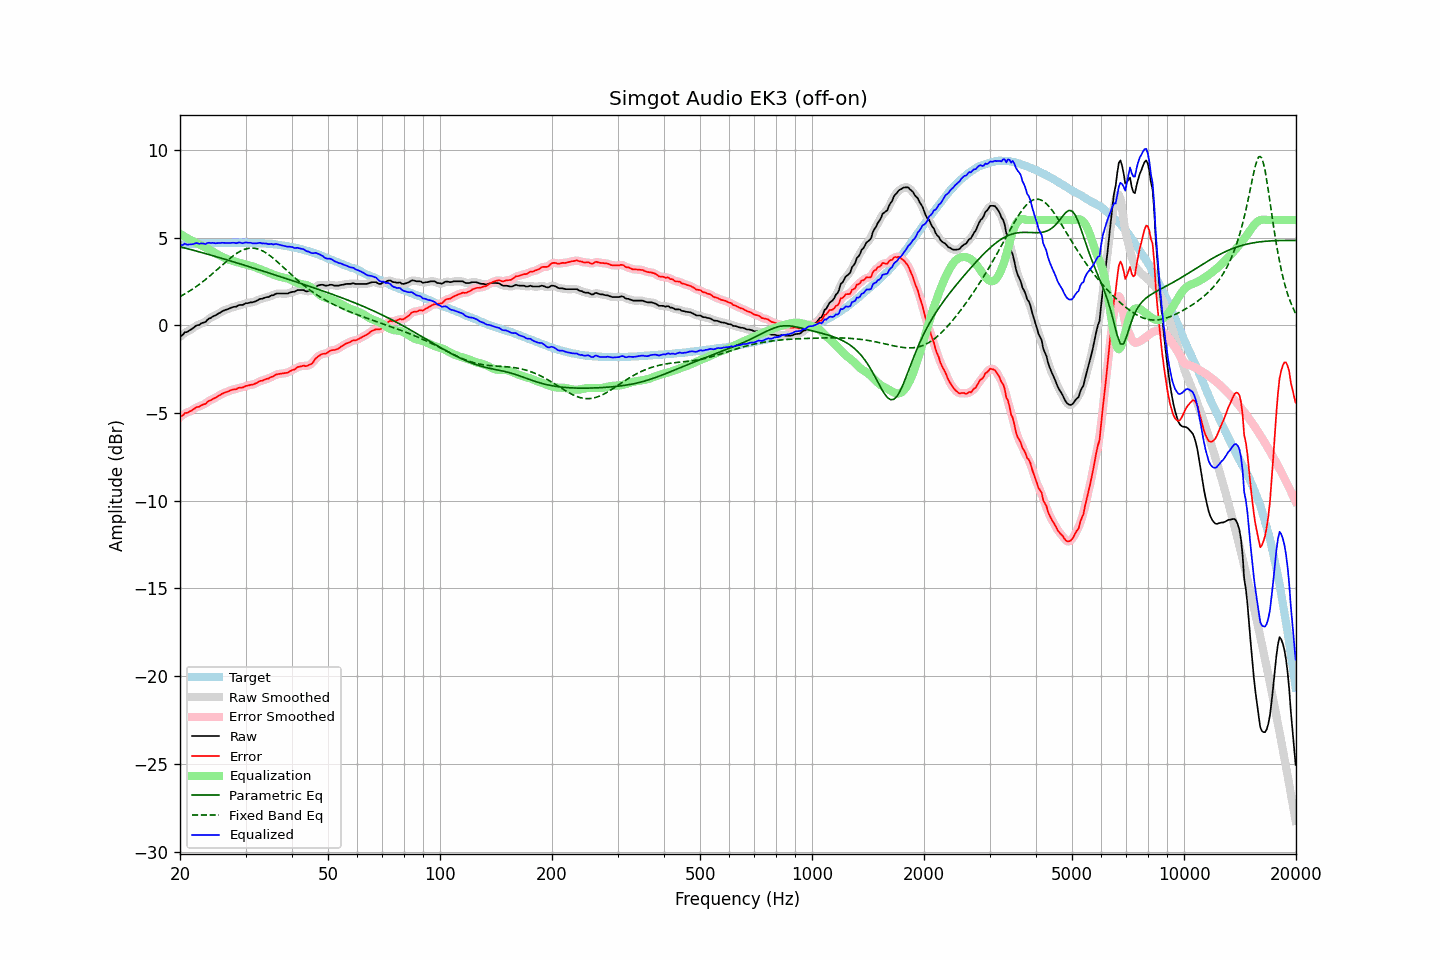 Simgot Audio EK3 (off-on)
Amplitude (dBr)
10
5
0
−5
−10
−15
−20
−25
−30
Target
Raw Smoothed
Error Smoothed
Raw
Error
Equalization
Parametric Eq
Fixed Band Eq
Equalized
20 50 100 200 500 1000 2000 5000 10000 20000
Frequency (Hz)